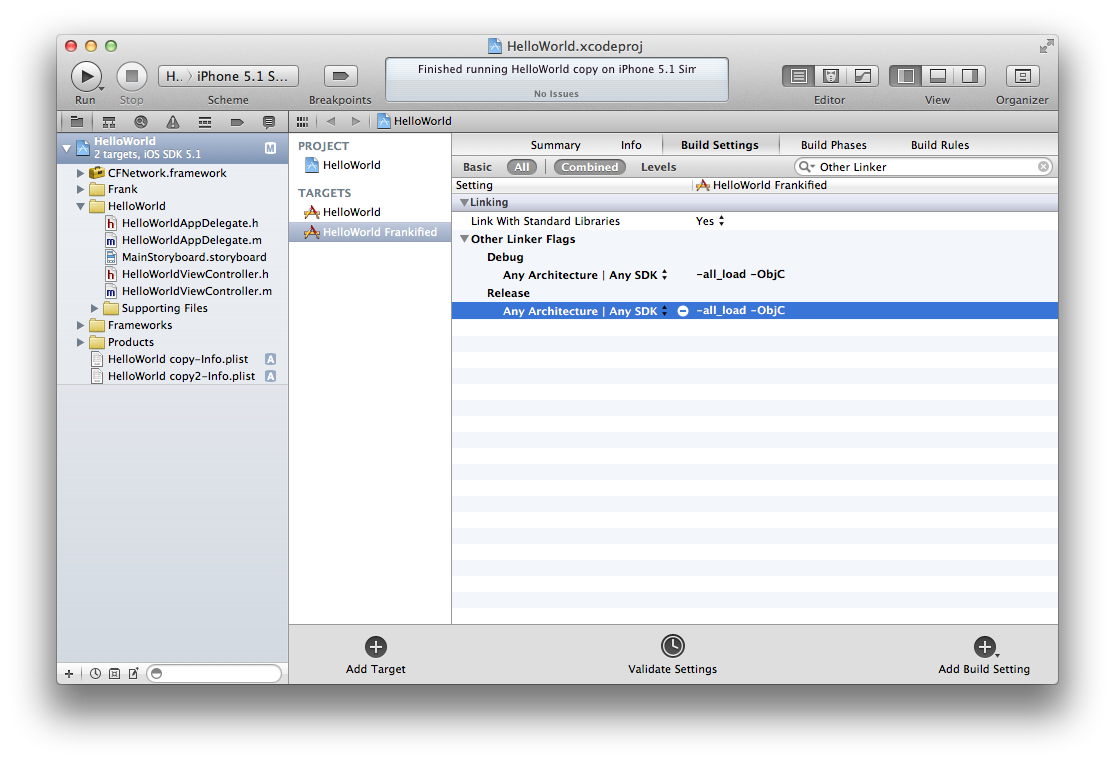 HelloWorld.xcodeproj
H.. 〉 iPhone 5.1 S...
Finished running HelloWorld copy on iPhone 5.1 Sim
No Issues
Run Stop Scheme Breakpoints Editor View Organizer
HelloWorld
HelloWorld
2 targets, iOS SDK 5.1
M
CFNetwork.framework
Frank
HelloWorld
h HelloWorldAppDelegate.h
m HelloWorldAppDelegate.m
MainStoryboard.storyboard
h HelloWorldViewController.h
m HelloWorldViewController.m
Supporting Files
Frameworks
Products
HelloWorld copy-Info.plist A
HelloWorld copy2-Info.plist A
PROJECT
HelloWorld
TARGETS
HelloWorld
HelloWorld Frankified
Summary Info Build Settings Build Phases Build Rules
Basic All Combined Levels Other Linker
Setting HelloWorld Frankified
Linking
Link With Standard Libraries Yes
Other Linker Flags
Debug
Any Architecture | Any SDK -all_load -ObjC
Release
Any Architecture | Any SDK -all_load -ObjC
Add Target Validate Settings Add Build Setting